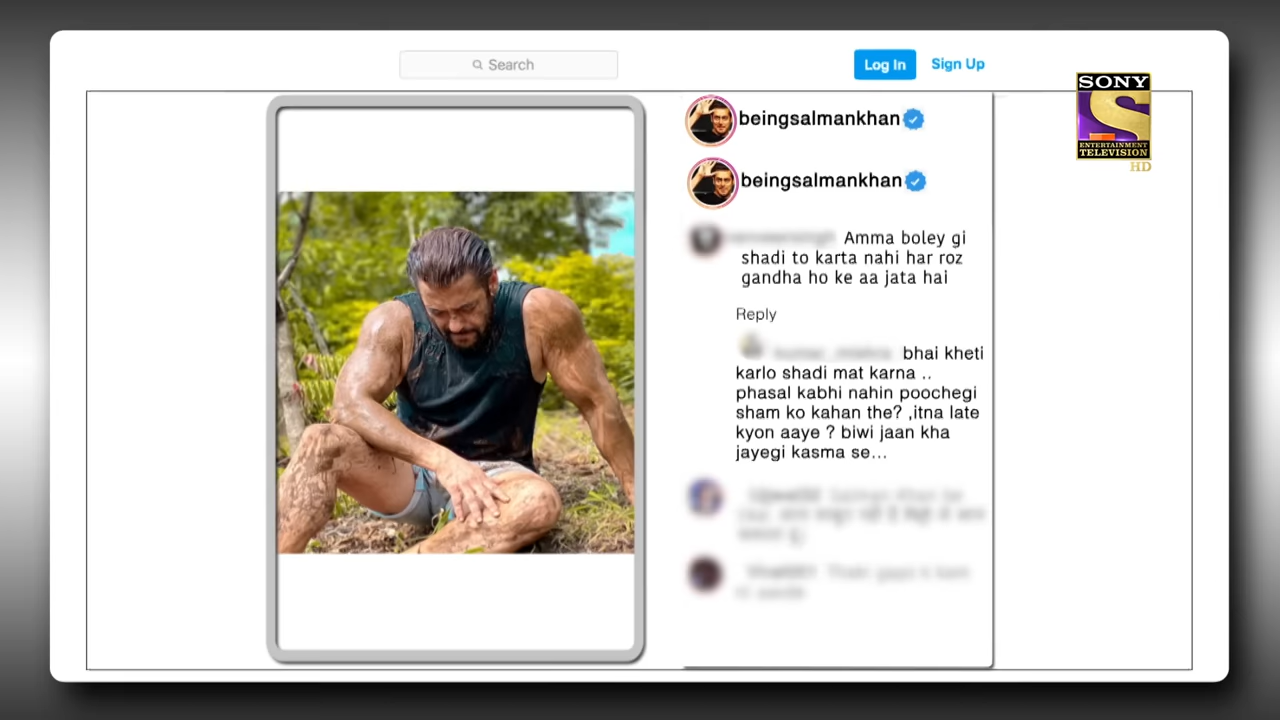 Search
Log In
Sign Up
SONY
ENTERTAINMENT
TELEVISION
HD
beingsalmankhan
beingsalmankhan
Amma boley gi
shadi to karta nahi har roz
gandha ho ke aa jata hai
Reply
bhai kheti
karlo shadi mat karna ..
phasal kabhi nahin poochegi
sham ko kahan the? ,itna late
kyon aaye ? biwi jaan kha
jayegi kasma se...